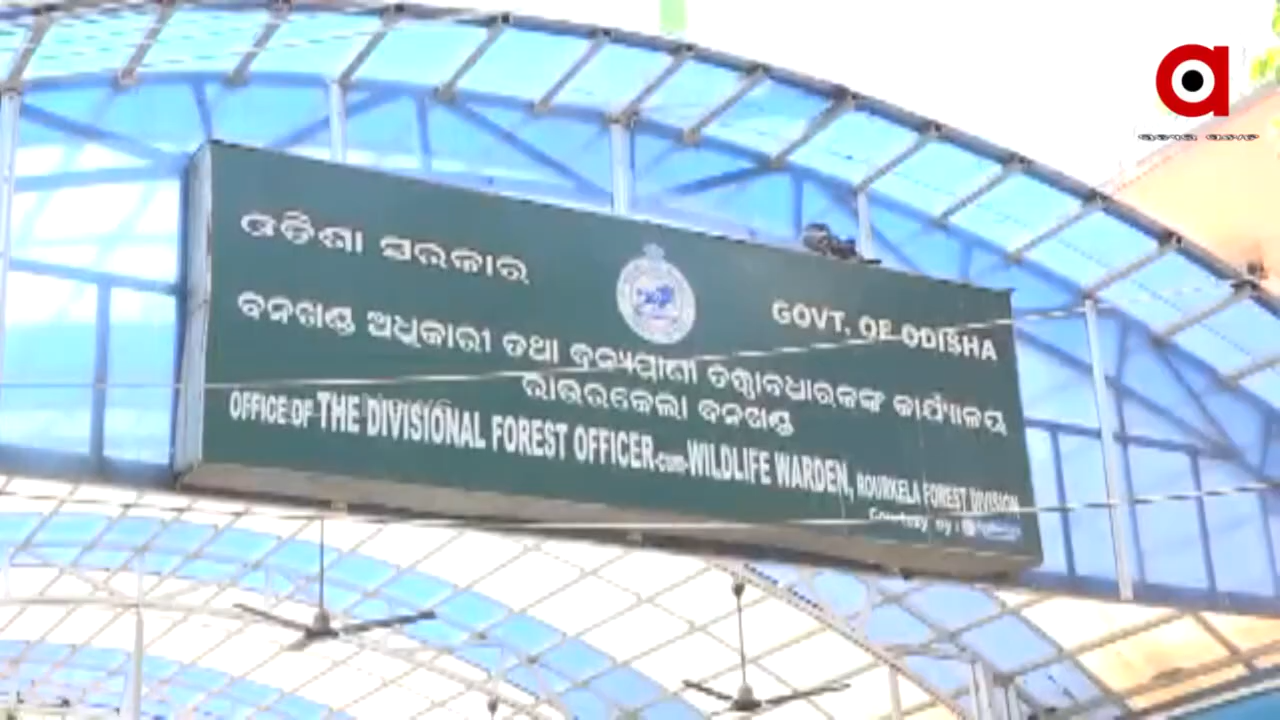 ଓଡିଶା ସରକାର
GOVT. OF ODISHA
ବନଖଣ୍ଡ ଅଧିକାରୀ ତଥା ବନ୍ୟପ୍ରାଣୀ ତତ୍ତ୍ୱାବଧାରକଙ୍କ କାର୍ଯ୍ୟାଳୟ
ରାଉରକେଲା ବନଖଣ୍ଡ
OFFICE OF THE DIVISIONAL FOREST OFFICER-cum-WILDLIFE WARDEN, ROURKELA FOREST DIVISION
Courtesy by :
a